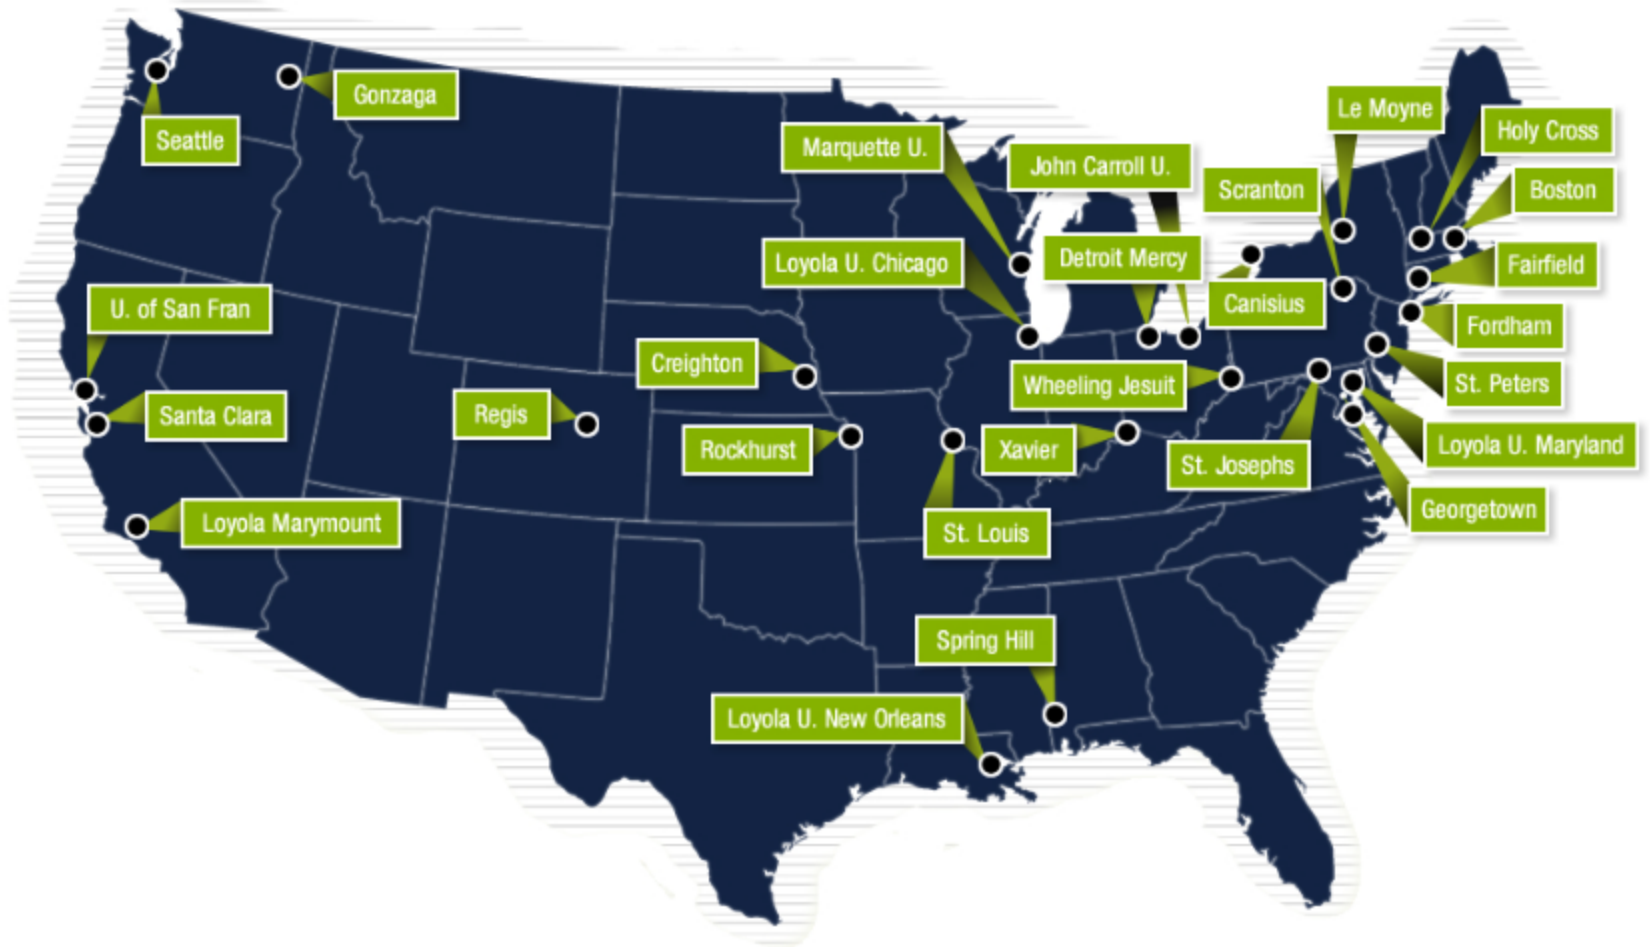 Le Moyne
Gonzaga
Holy Cross
Seattle
Marquette U.
John Carroll U.
Scranton
Boston
Loyola U. Chicago
Detroit Mercy
Fairfield
U. of San Fran
Canisius
Fordham
Creighton
Wheeling Jesuit
St. Peters
Santa Clara
Regis
Rockhurst
Xavier
St. Josephs
Loyola U. Maryland
Loyola Marymount
St. Louis
Georgetown
Spring Hill
Loyola U. New Orleans